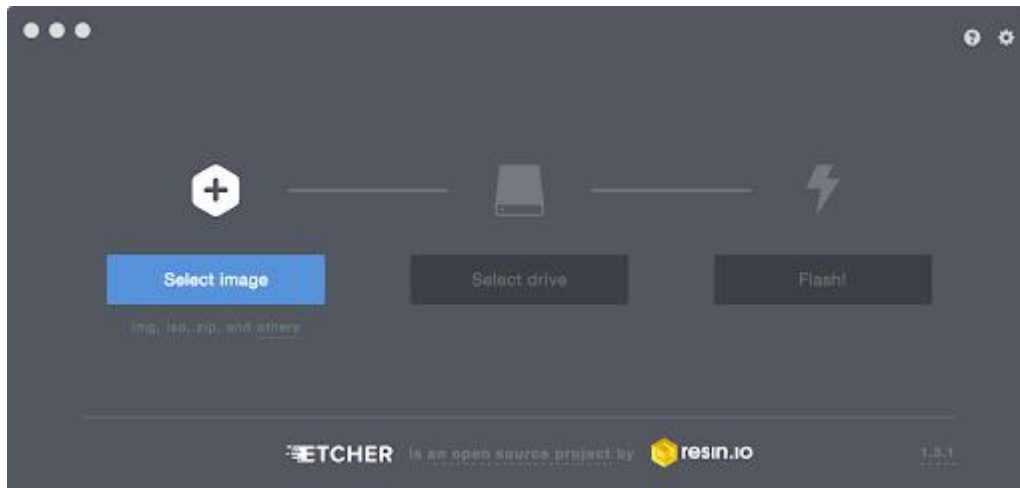 Select image
Select drive
Flash!
img, iso, zip, and others
ETCHER is an open source project by resin.io
1.3.1